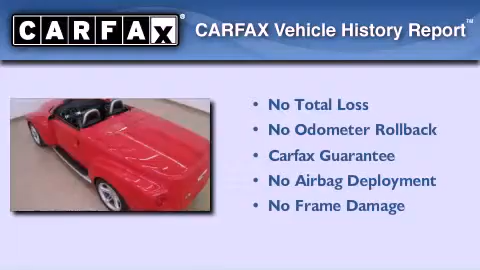 CARFAX® CARFAX Vehicle History Report™
• No Total Loss
• No Odometer Rollback
• Carfax Guarantee
• No Airbag Deployment
• No Frame Damage